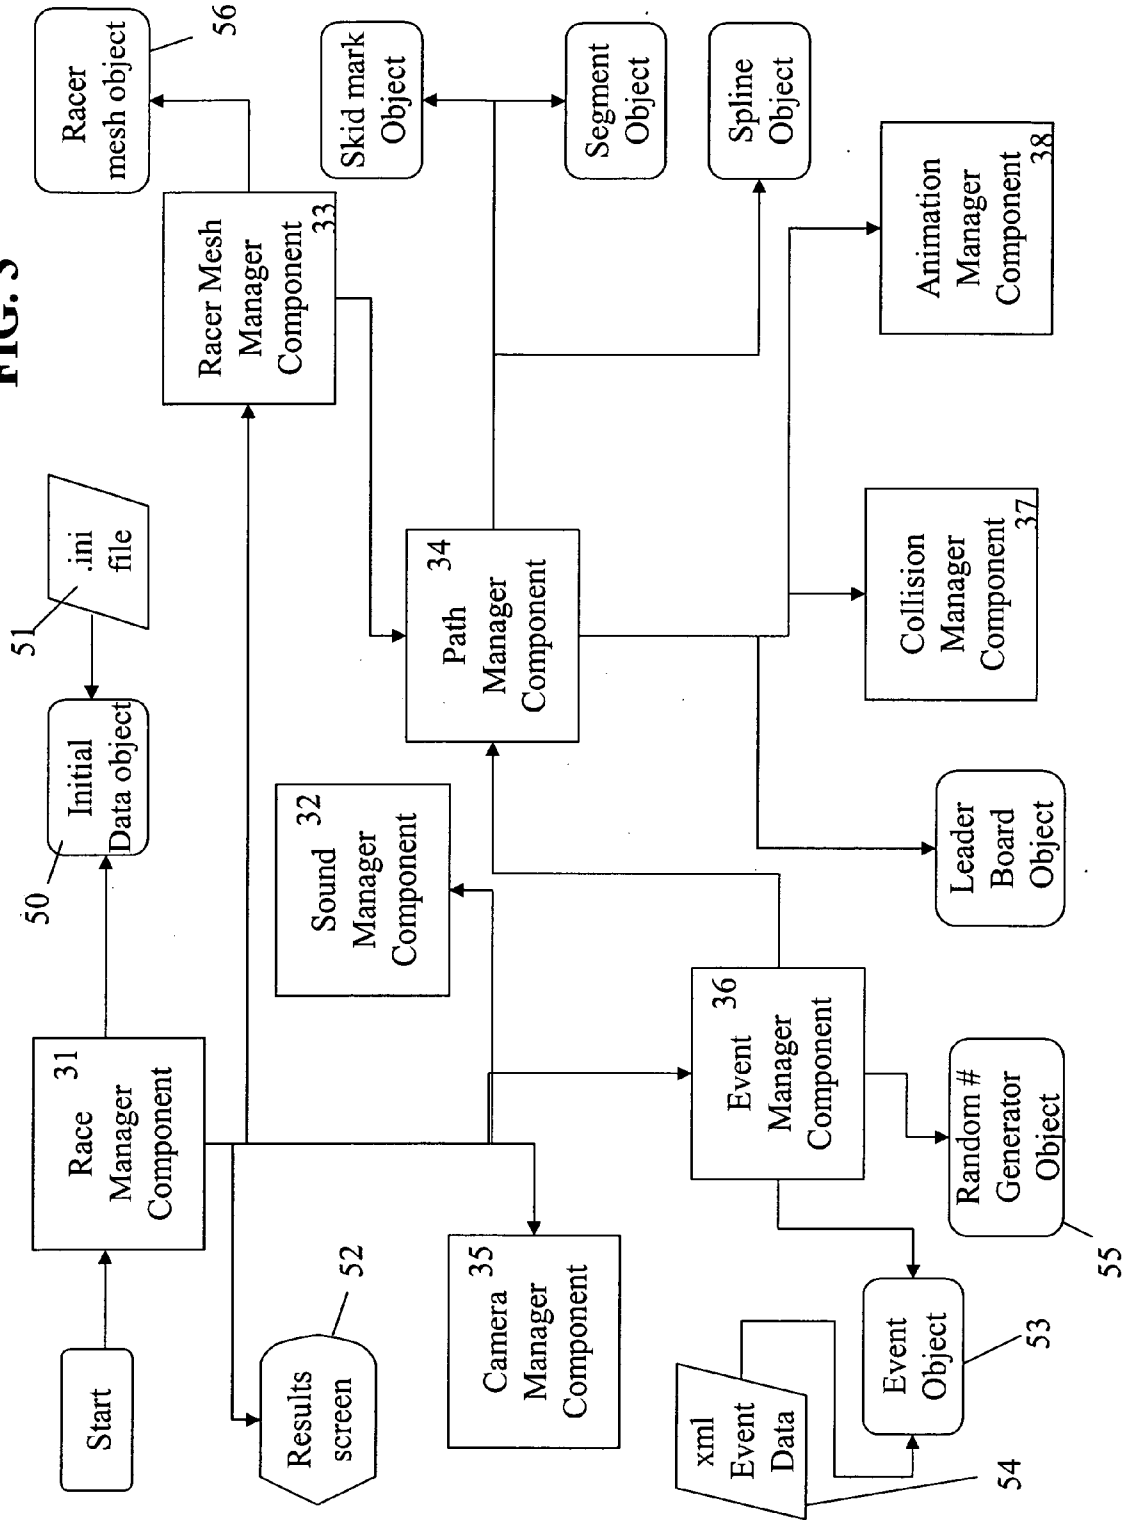 FIG.
Start
Race
31
Manager
Component
50
Initial
Data object
51
.ini
file
Racer
mesh object
56
Results
screen
52
Racer Mesh
Manager
Component
33
Sound
32
Manager
Component
Skid mark
Object
Camera
35
Manager
Component
Path
34
Manager
Component
Segment
Object
Spline
Object
xml
Event
Data
54
Event
36
Manager
Component
Event
Object
53
Random #
Generator
Object
55
Leader
Board
Object
Collision
Manager
Component
37
Animation
Manager
Component
38